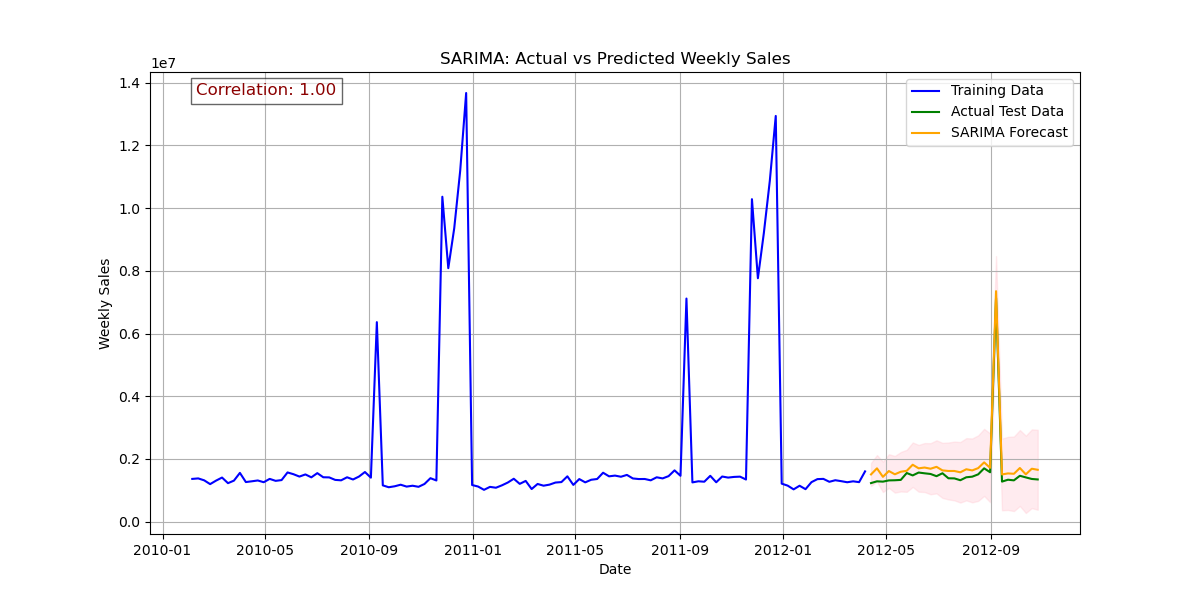 SARIMA: Actual vs Predicted Weekly Sales
1e7
Correlation: 1.00
Training Data
Actual Test Data
SARIMA Forecast
1.4
1.2
1.0
0.8
0.6
0.4
0.2
0.0
Weekly Sales
2010-01 2010-05 2010-09 2011-01 2011-05 2011-09 2012-01 2012-05 2012-09
Date